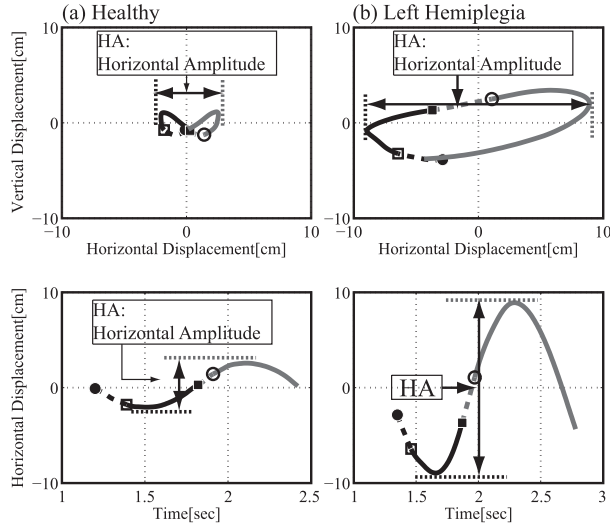 (a) Healthy
(b) Left Hemiplegia
10
HA:
Horizontal Amplitude
HA:
Horizontal Amplitude
Vertical Displacement[cm]
0
0
−10
−10
−10
0
10
−10
0
10
Horizontal Displacement[cm]
Horizontal Displacement[cm]
10
10
HA:
Horizontal Amplitude
HA
Horizontal Displacement[cm]
0
0
−10
−10
1
1.5
2
2.5
1
1.5
2
2.5
3
Time[sec]
Time[sec]